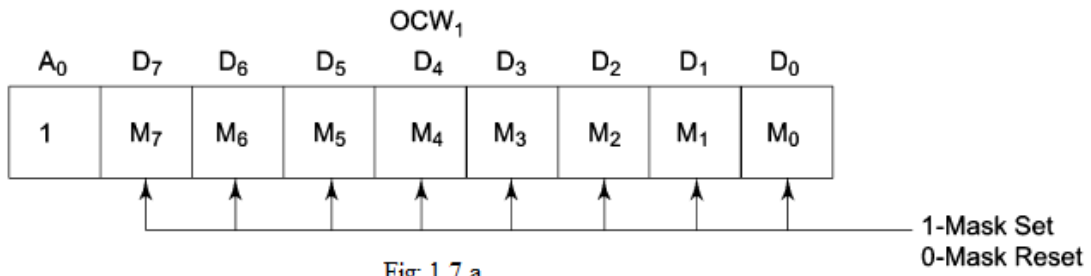 OCW₁
A₀ D₇ D₆ D₅ D₄ D₃ D₂ D₁ D₀
1 M₇ M₆ M₅ M₄ M₃ M₂ M₁ M₀
1-Mask Set
0-Mask Reset
Fig: 1.7 a